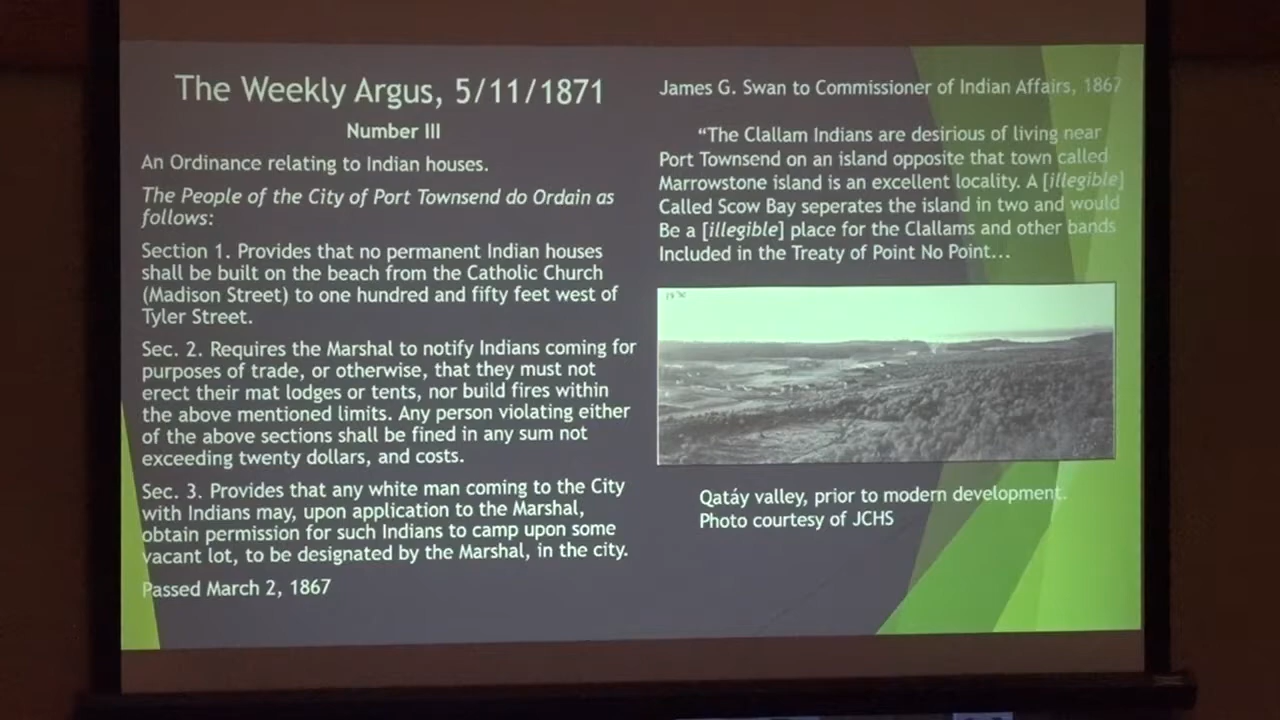 The Weekly Argus, 5/11/1871
Number III
An Ordinance relating to Indian houses.
The People of the City of Port Townsend do Ordain as
follows:
Section 1. Provides that no permanent Indian houses
shall be built on the beach from the Catholic Church
(Madison Street) to one hundred and fifty feet west of
Tyler Street.
Sec. 2. Requires the Marshal to notify Indians coming for
purposes of trade, or otherwise, that they must not
erect their mat lodges or tents, nor build fires within
the above mentioned limits. Any person violating either
of the above sections shall be fined in any sum not
exceeding twenty dollars, and costs.
Sec. 3. Provides that any white man coming to the City
with Indians may, upon application to the Marshal,
obtain permission for such Indians to camp upon some
vacant lot, to be designated by the Marshal, in the city.
Passed March 2, 1867
James G. Swan to Commissioner of Indian Affairs, 1867
“The Clallam Indians are desirious of living near
Port Townsend on an island opposite that town called
Marrowstone island is an excellent locality. A [illegible]
Called Scow Bay seperates the island in two and would
Be a [illegible] place for the Clallams and other bands
Included in the Treaty of Point No Point...
Qatáy valley, prior to modern development.
Photo courtesy of JCHS